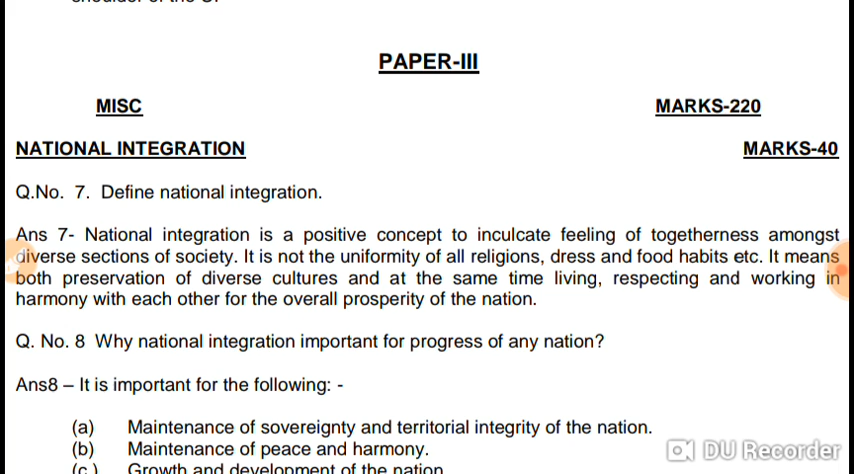 PAPER-III
MISC MARKS-220
NATIONAL INTEGRATION MARKS-40
Q.No. 7. Define national integration.
Ans 7- National integration is a positive concept to inculcate feeling of togetherness amongst
diverse sections of society. It is not the uniformity of all religions, dress and food habits etc. It means
both preservation of diverse cultures and at the same time living, respecting and working in
harmony with each other for the overall prosperity of the nation.
Q. No. 8 Why national integration important for progress of any nation?
Ans8 – It is important for the following: -
(a) Maintenance of sovereignty and territorial integrity of the nation.
(b) Maintenance of peace and harmony.
(c) Growth and development of the nation
DU Recorder